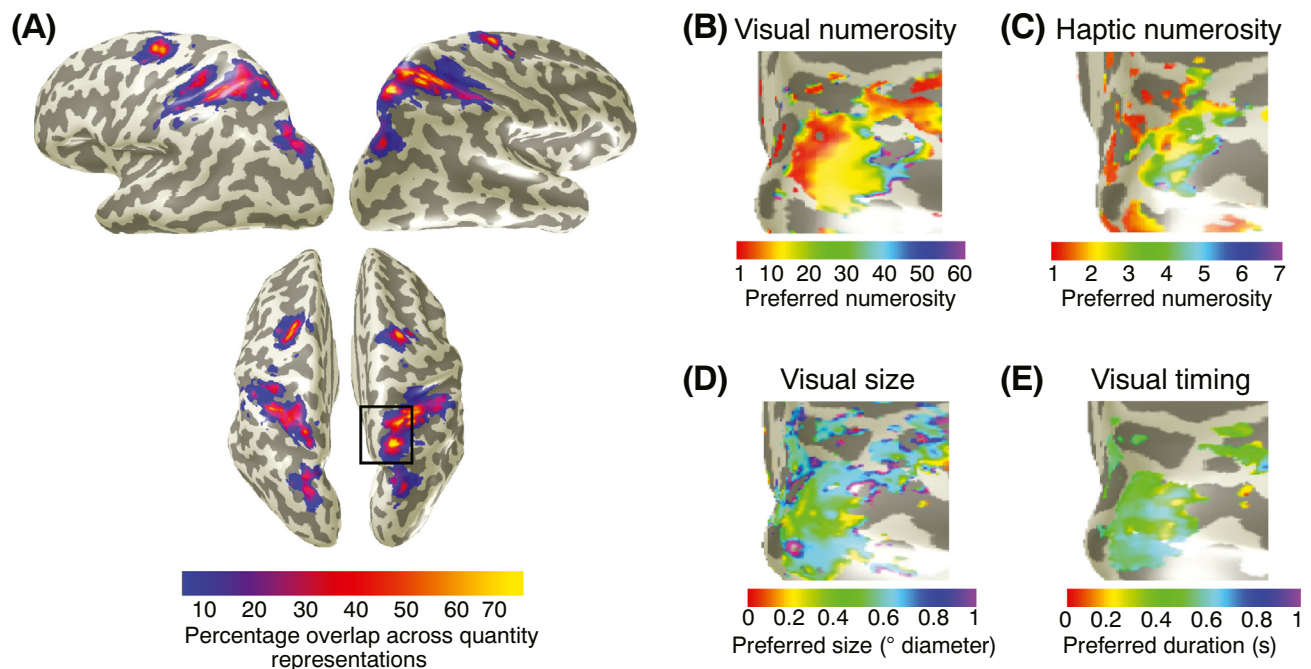 (A)
10 20 30 40 50 60 70
Percentage overlap across quantity
representations
(B) Visual numerosity
1 10 20 30 40 50 60
Preferred numerosity
(C) Haptic numerosity
1 2 3 4 5 6 7
Preferred numerosity
(D) Visual size
0 0.2 0.4 0.6 0.8 1
Preferred size (° diameter)
(E) Visual timing
0 0.2 0.4 0.6 0.8 1
Preferred duration (s)